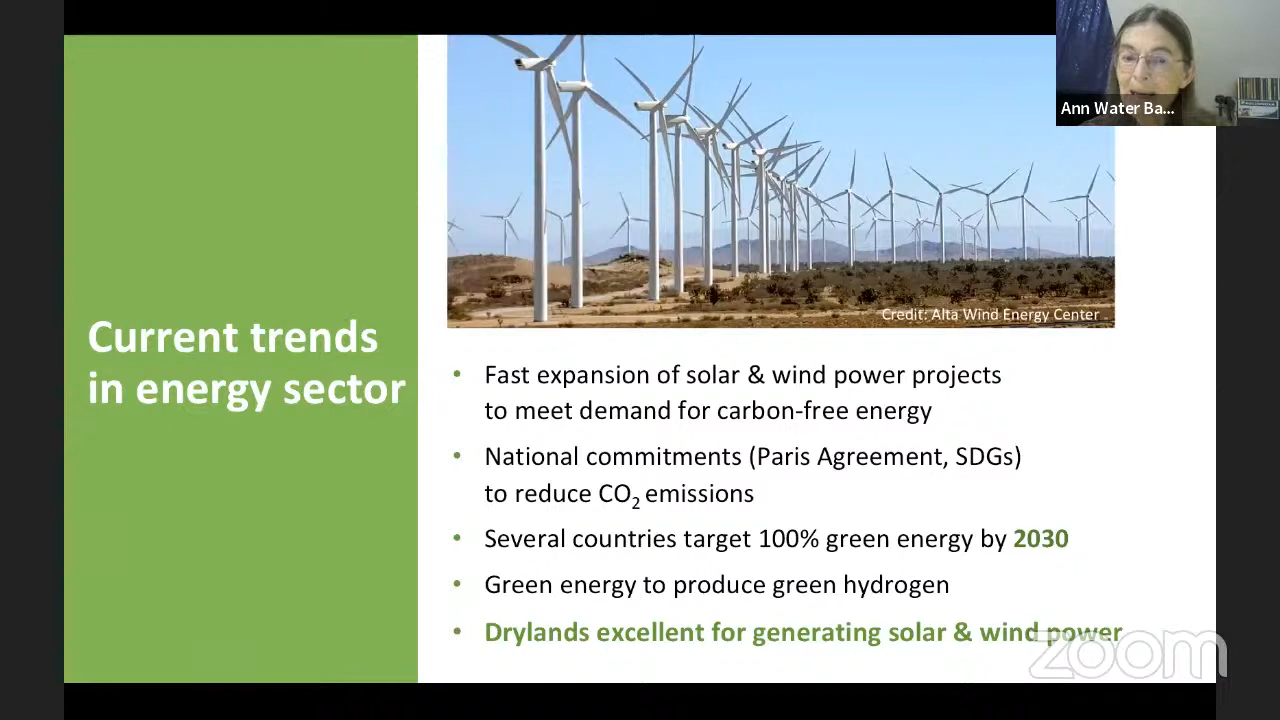 Ann Water Ba...
Credit: Alta Wind Energy Center
Current trends
in energy sector
• Fast expansion of solar & wind power projects
to meet demand for carbon-free energy
• National commitments (Paris Agreement, SDGs)
to reduce CO₂ emissions
• Several countries target 100% green energy by 2030
• Green energy to produce green hydrogen
• Drylands excellent for generating solar & wind power
zoom